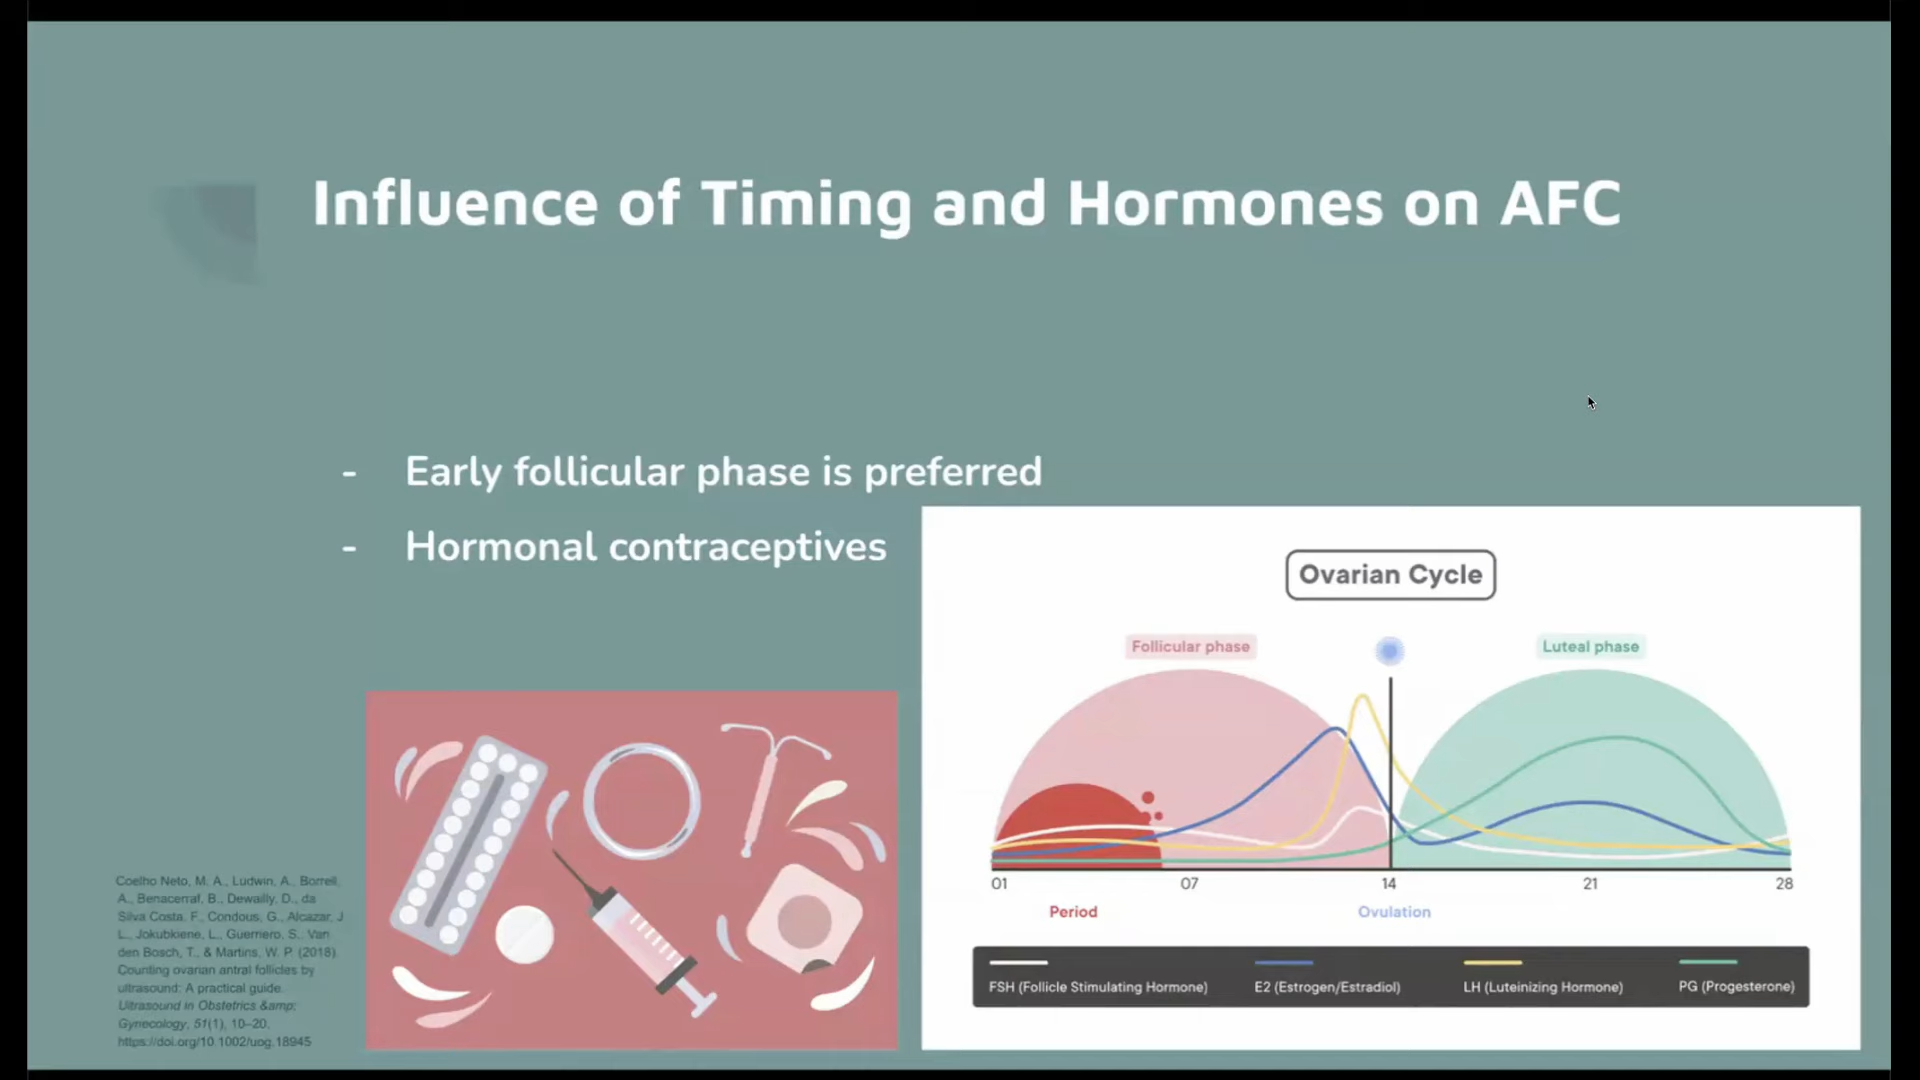 Influence of Timing and Hormones on AFC
- Early follicular phase is preferred
- Hormonal contraceptives
Ovarian Cycle
Follicular phase
Luteal phase
01 07 14 21 28
Period
Ovulation
FSH (Follicle Stimulating Hormone)
E2 (Estrogen/Estradiol)
LH (Luteinizing Hormone)
PG (Progesterone)
Coelho Neto, M. A., Ludwin, A., Borrell,
A., Benacerraf, B., Dewailly, D., da
Silva Costa, F., Condous, G., Alcazar, J.
L., Jokubkiene, L., Guerriero, S., Van
den Bosch, T., & Martins, W. P. (2018).
Counting ovarian antral follicles by
ultrasound: A practical guide.
Ultrasound in Obstetrics &amp;
Gynecology, 51(1), 10–20.
https://doi.org/10.1002/uog.18945